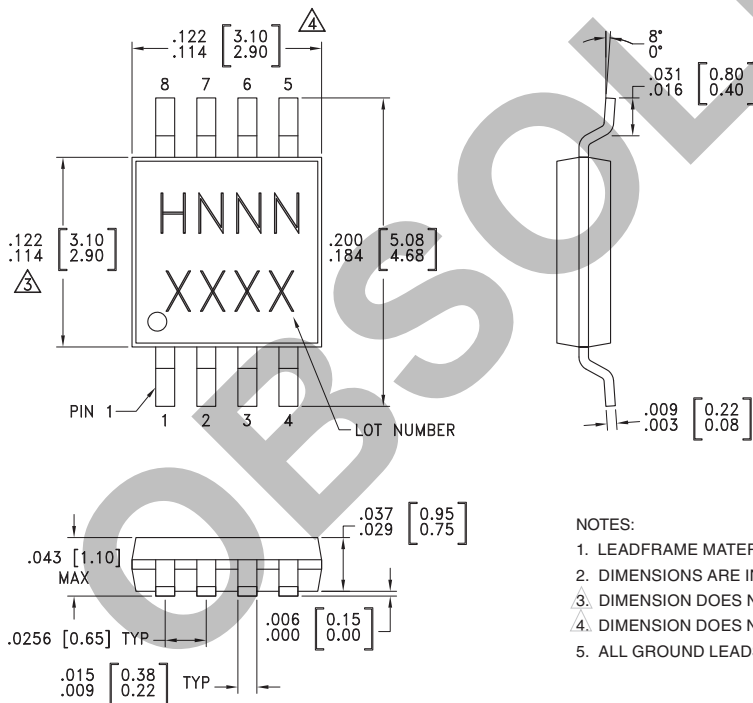 .122 [3.10]
.114 [2.90]
4
8 7 6 5
HNNN
XXXX
.122 [3.10]
.114 [2.90]
3
.200 [5.08]
.184 [4.68]
PIN 1
1 2 3 4
LOT NUMBER
8°
0°
.031 [0.80]
.016 [0.40]
.009 [0.22]
.003 [0.08]
.043 [1.10]
MAX
.037 [0.95]
.029 [0.75]
.0256 [0.65] TYP
.006 [0.15]
.000 [0.00]
.015 [0.38]
.009 [0.22]
TYP
NOTES:
1. LEADFRAME MATER
2. DIMENSIONS ARE IN
3. DIMENSION DOES N
4. DIMENSION DOES N
5. ALL GROUND LEADS
OBSOL